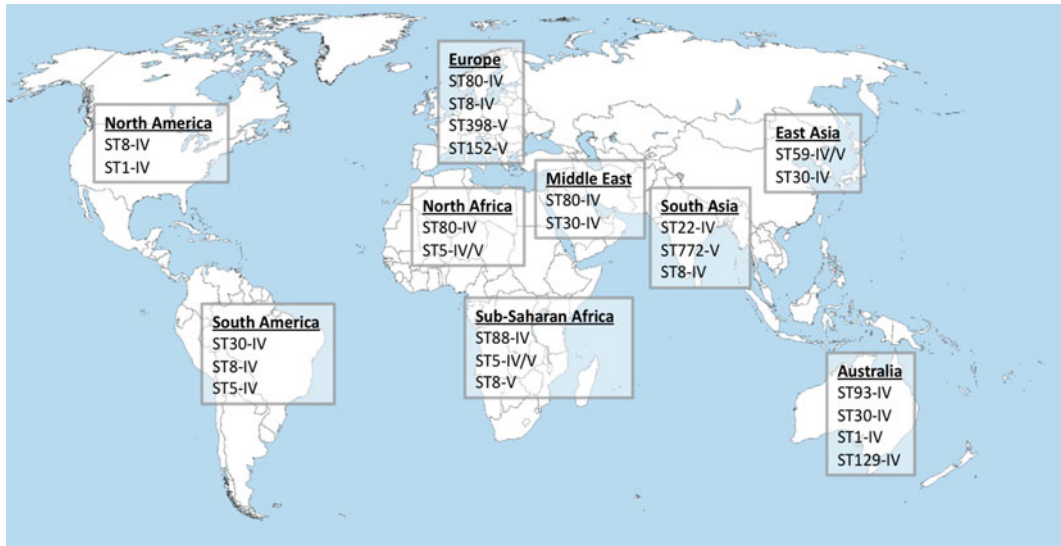 Europe
ST80-IV
ST8-IV
ST398-V
ST152-V
North America
ST8-IV
ST1-IV
East Asia
ST59-IV/V
ST30-IV
Middle East
ST80-IV
ST30-IV
North Africa
ST80-IV
ST5-IV/V
South Asia
ST22-IV
ST772-V
ST8-IV
South America
ST30-IV
ST8-IV
ST5-IV
Sub-Saharan Africa
ST88-IV
ST5-IV/V
ST8-V
Australia
ST93-IV
ST30-IV
ST1-IV
ST129-IV